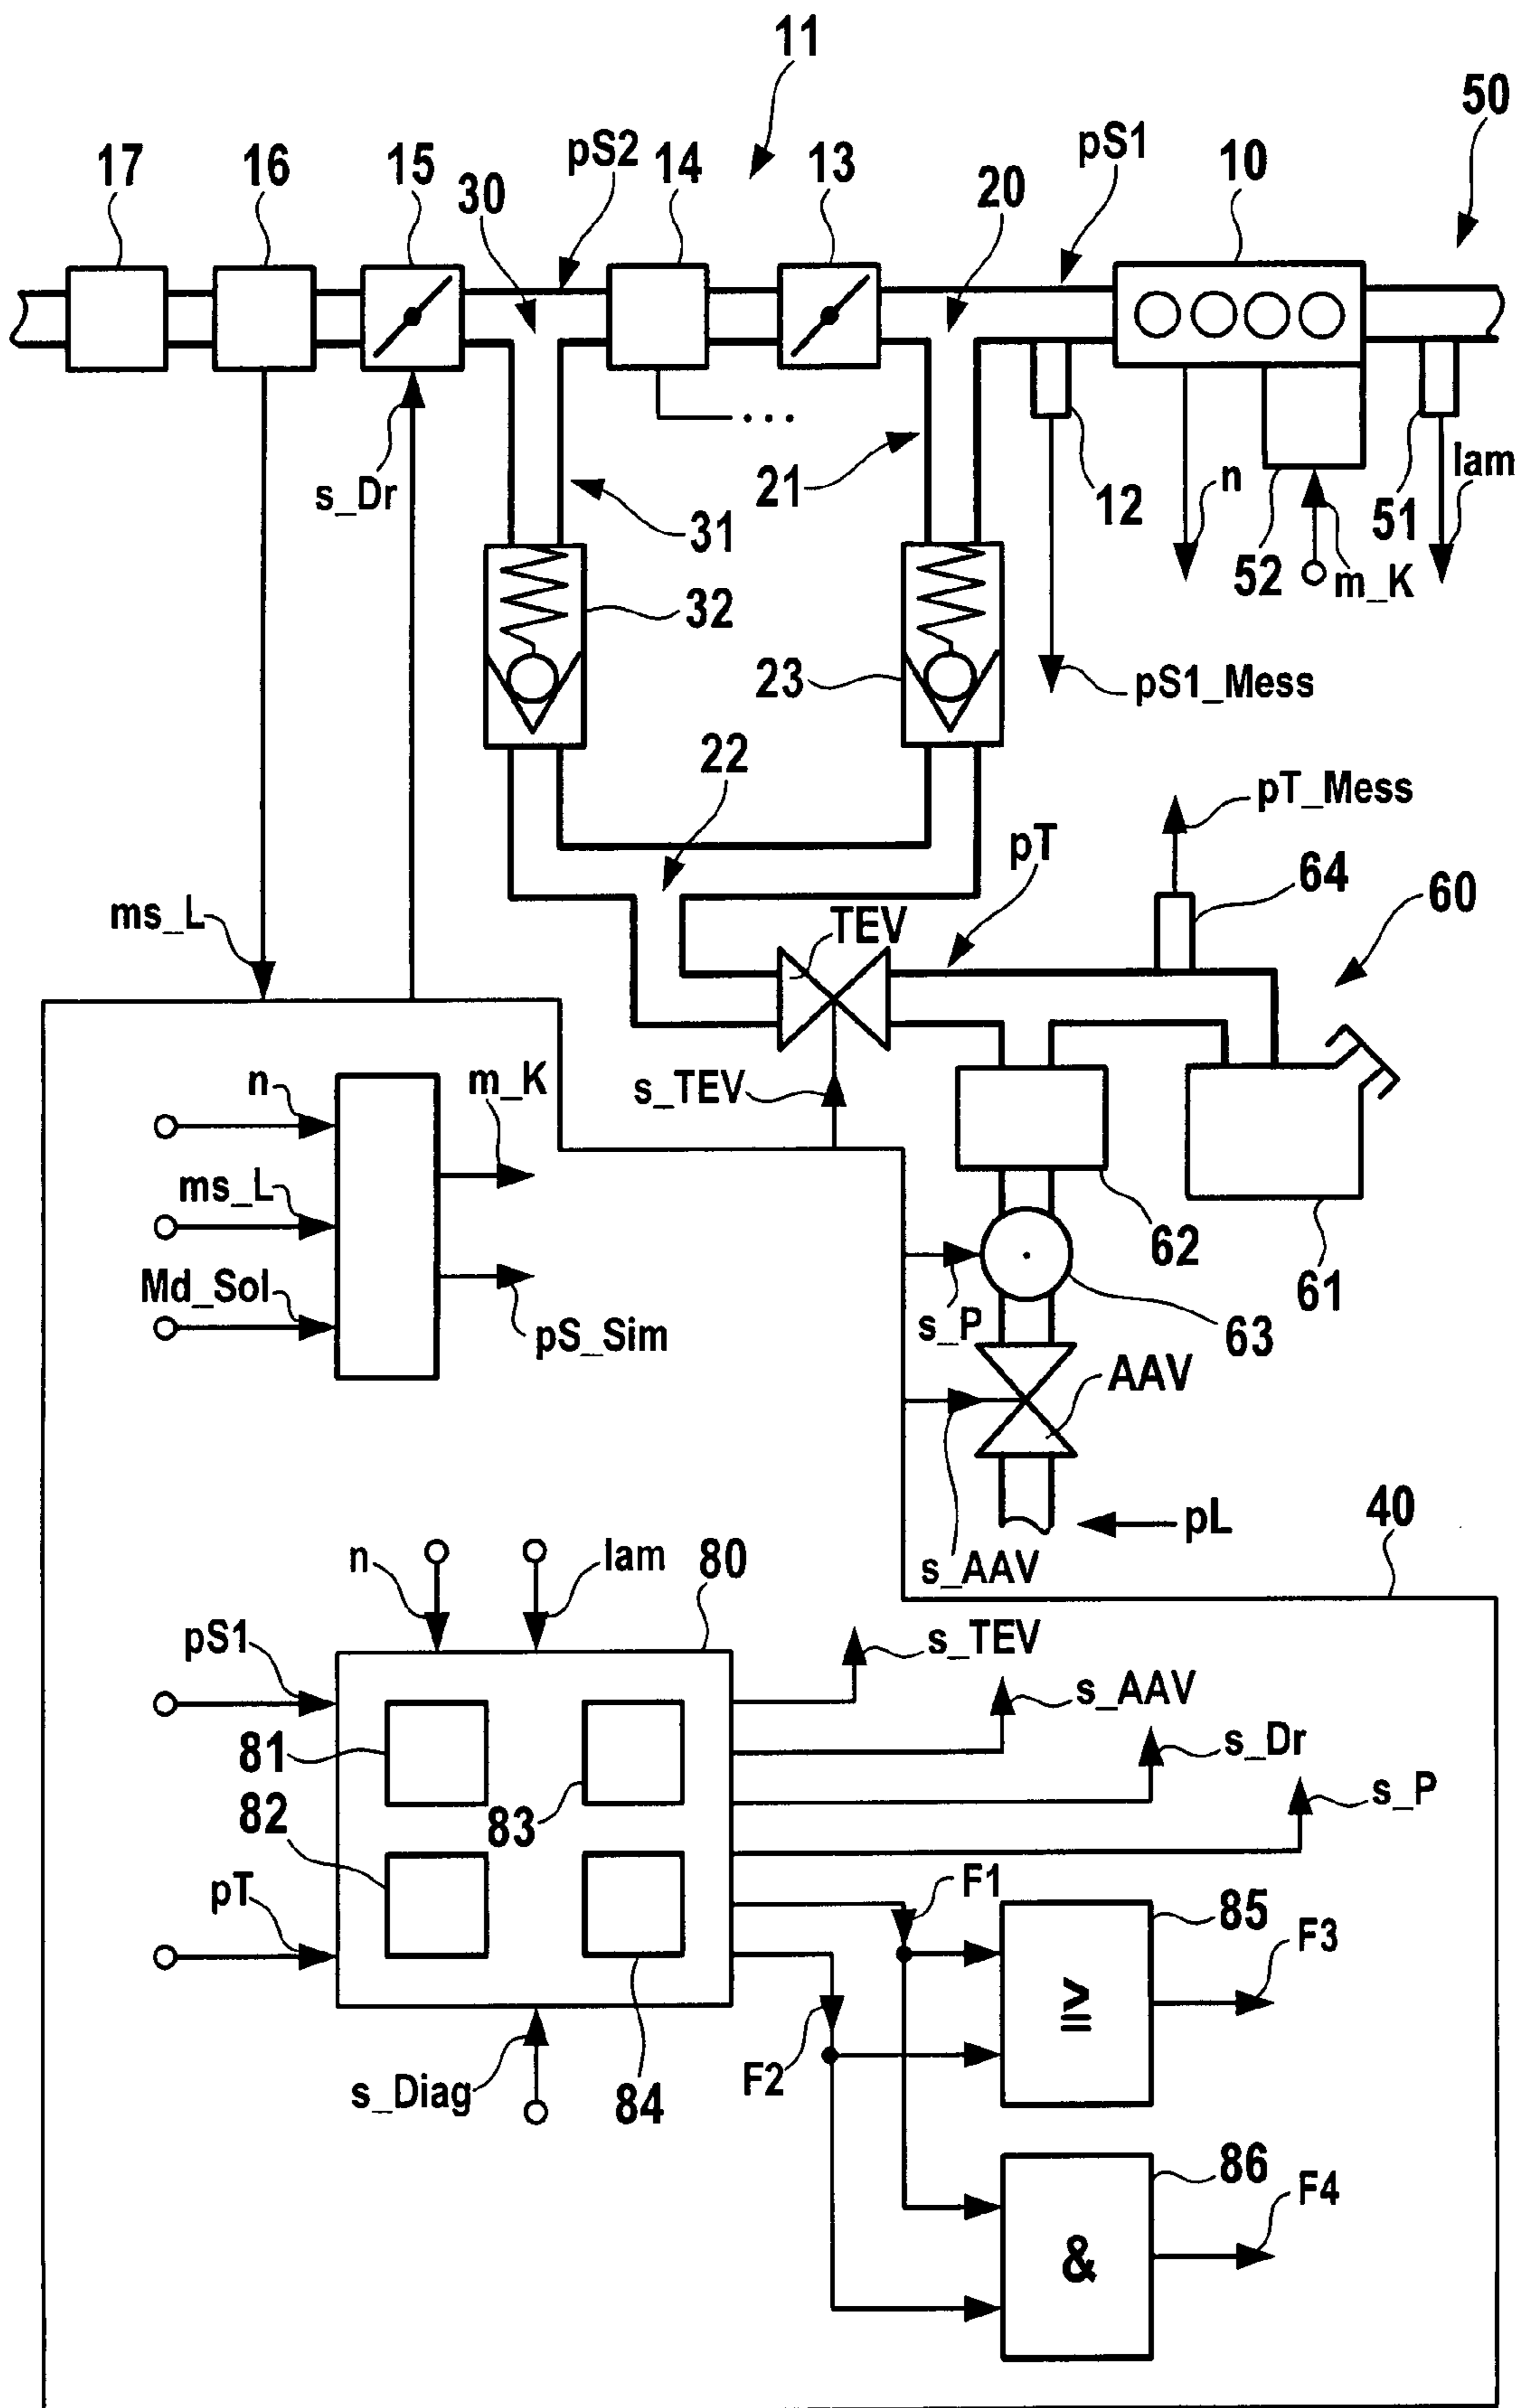 11
50
17
16
15
30
pS2
14
13
20
pS1
10
s_Dr
31
21
12
n
52
m_K
51
lam
32
23
pS1_Mess
22
pT_Mess
pT
64
60
ms_L
TEV
s_TEV
n
m_K
ms_L
Md_Sol
pS_Sim
62
61
s_P
63
AAV
pL
s_AAV
40
n
lam
80
pS1
s_TEV
s_AAV
81
83
s_Dr
82
s_P
pT
F1
85
F3
≥
F2
s_Diag
84
86
F4
&